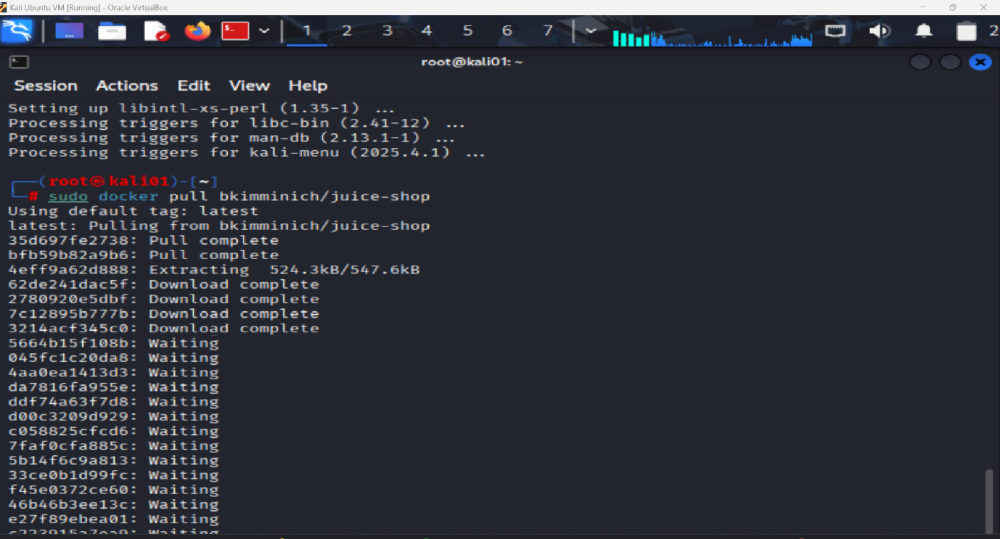 Kali Ubuntu VM [Running] - Oracle VirtualBox
1 2 3 4 5 6 7 2
root@kali01: ~
Session Actions Edit View Help
Setting up libintl-xs-perl (1.35-1) ...
Processing triggers for libc-bin (2.41-12) ...
Processing triggers for man-db (2.13.1-1) ...
Processing triggers for kali-menu (2025.4.1) ...
┌──(root㉿kali01)-[~]
└─# sudo docker pull bkimminich/juice-shop
Using default tag: latest
latest: Pulling from bkimminich/juice-shop
35d697fe2738: Pull complete
bfb59b82a9b6: Pull complete
4eff9a62d888: Extracting 524.3kB/547.6kB
62de241dac5f: Download complete
2780920e5dbf: Download complete
7c12895b777b: Download complete
3214acf345c0: Download complete
5664b15f108b: Waiting
045fc1c20da8: Waiting
4aa0ea1413d3: Waiting
da7816fa955e: Waiting
ddf74a63f7d8: Waiting
d00c3209d929: Waiting
c058825cfcd6: Waiting
7faf0cfa885c: Waiting
5b14f6c9a813: Waiting
33ce0b1d99fc: Waiting
f45e0372ce60: Waiting
46b46b3ee13c: Waiting
e27f89ebea01: Waiting
Waiting